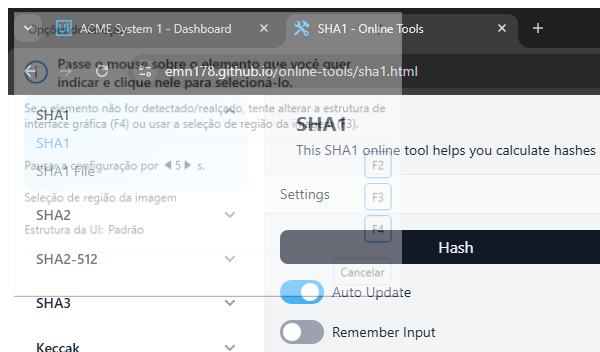 ACME System 1 - Dashboard
SHA1 - Online Tools
Passe o mouse sobre o elemento que você quer
indicar e clique nele para selecioná-lo.
emn178.github.io/online-tools/sha1.html
Se o elemento não for detectado/realçado, tente alterar a estrutura de
interface gráfica (F4) ou usar a seleção de região da imagem (F3).
SHA1
SHA1
SHA1
This SHA1 online tool helps you calculate hashes
Pausar a configuração por 5 s.
F2
SHA1 File
Seleção de região da imagem
F3
Settings
SHA2
Estrutura da UI: Padrão
F4
Hash
SHA2-512
Cancelar
Auto Update
SHA3
Remember Input
Keccak